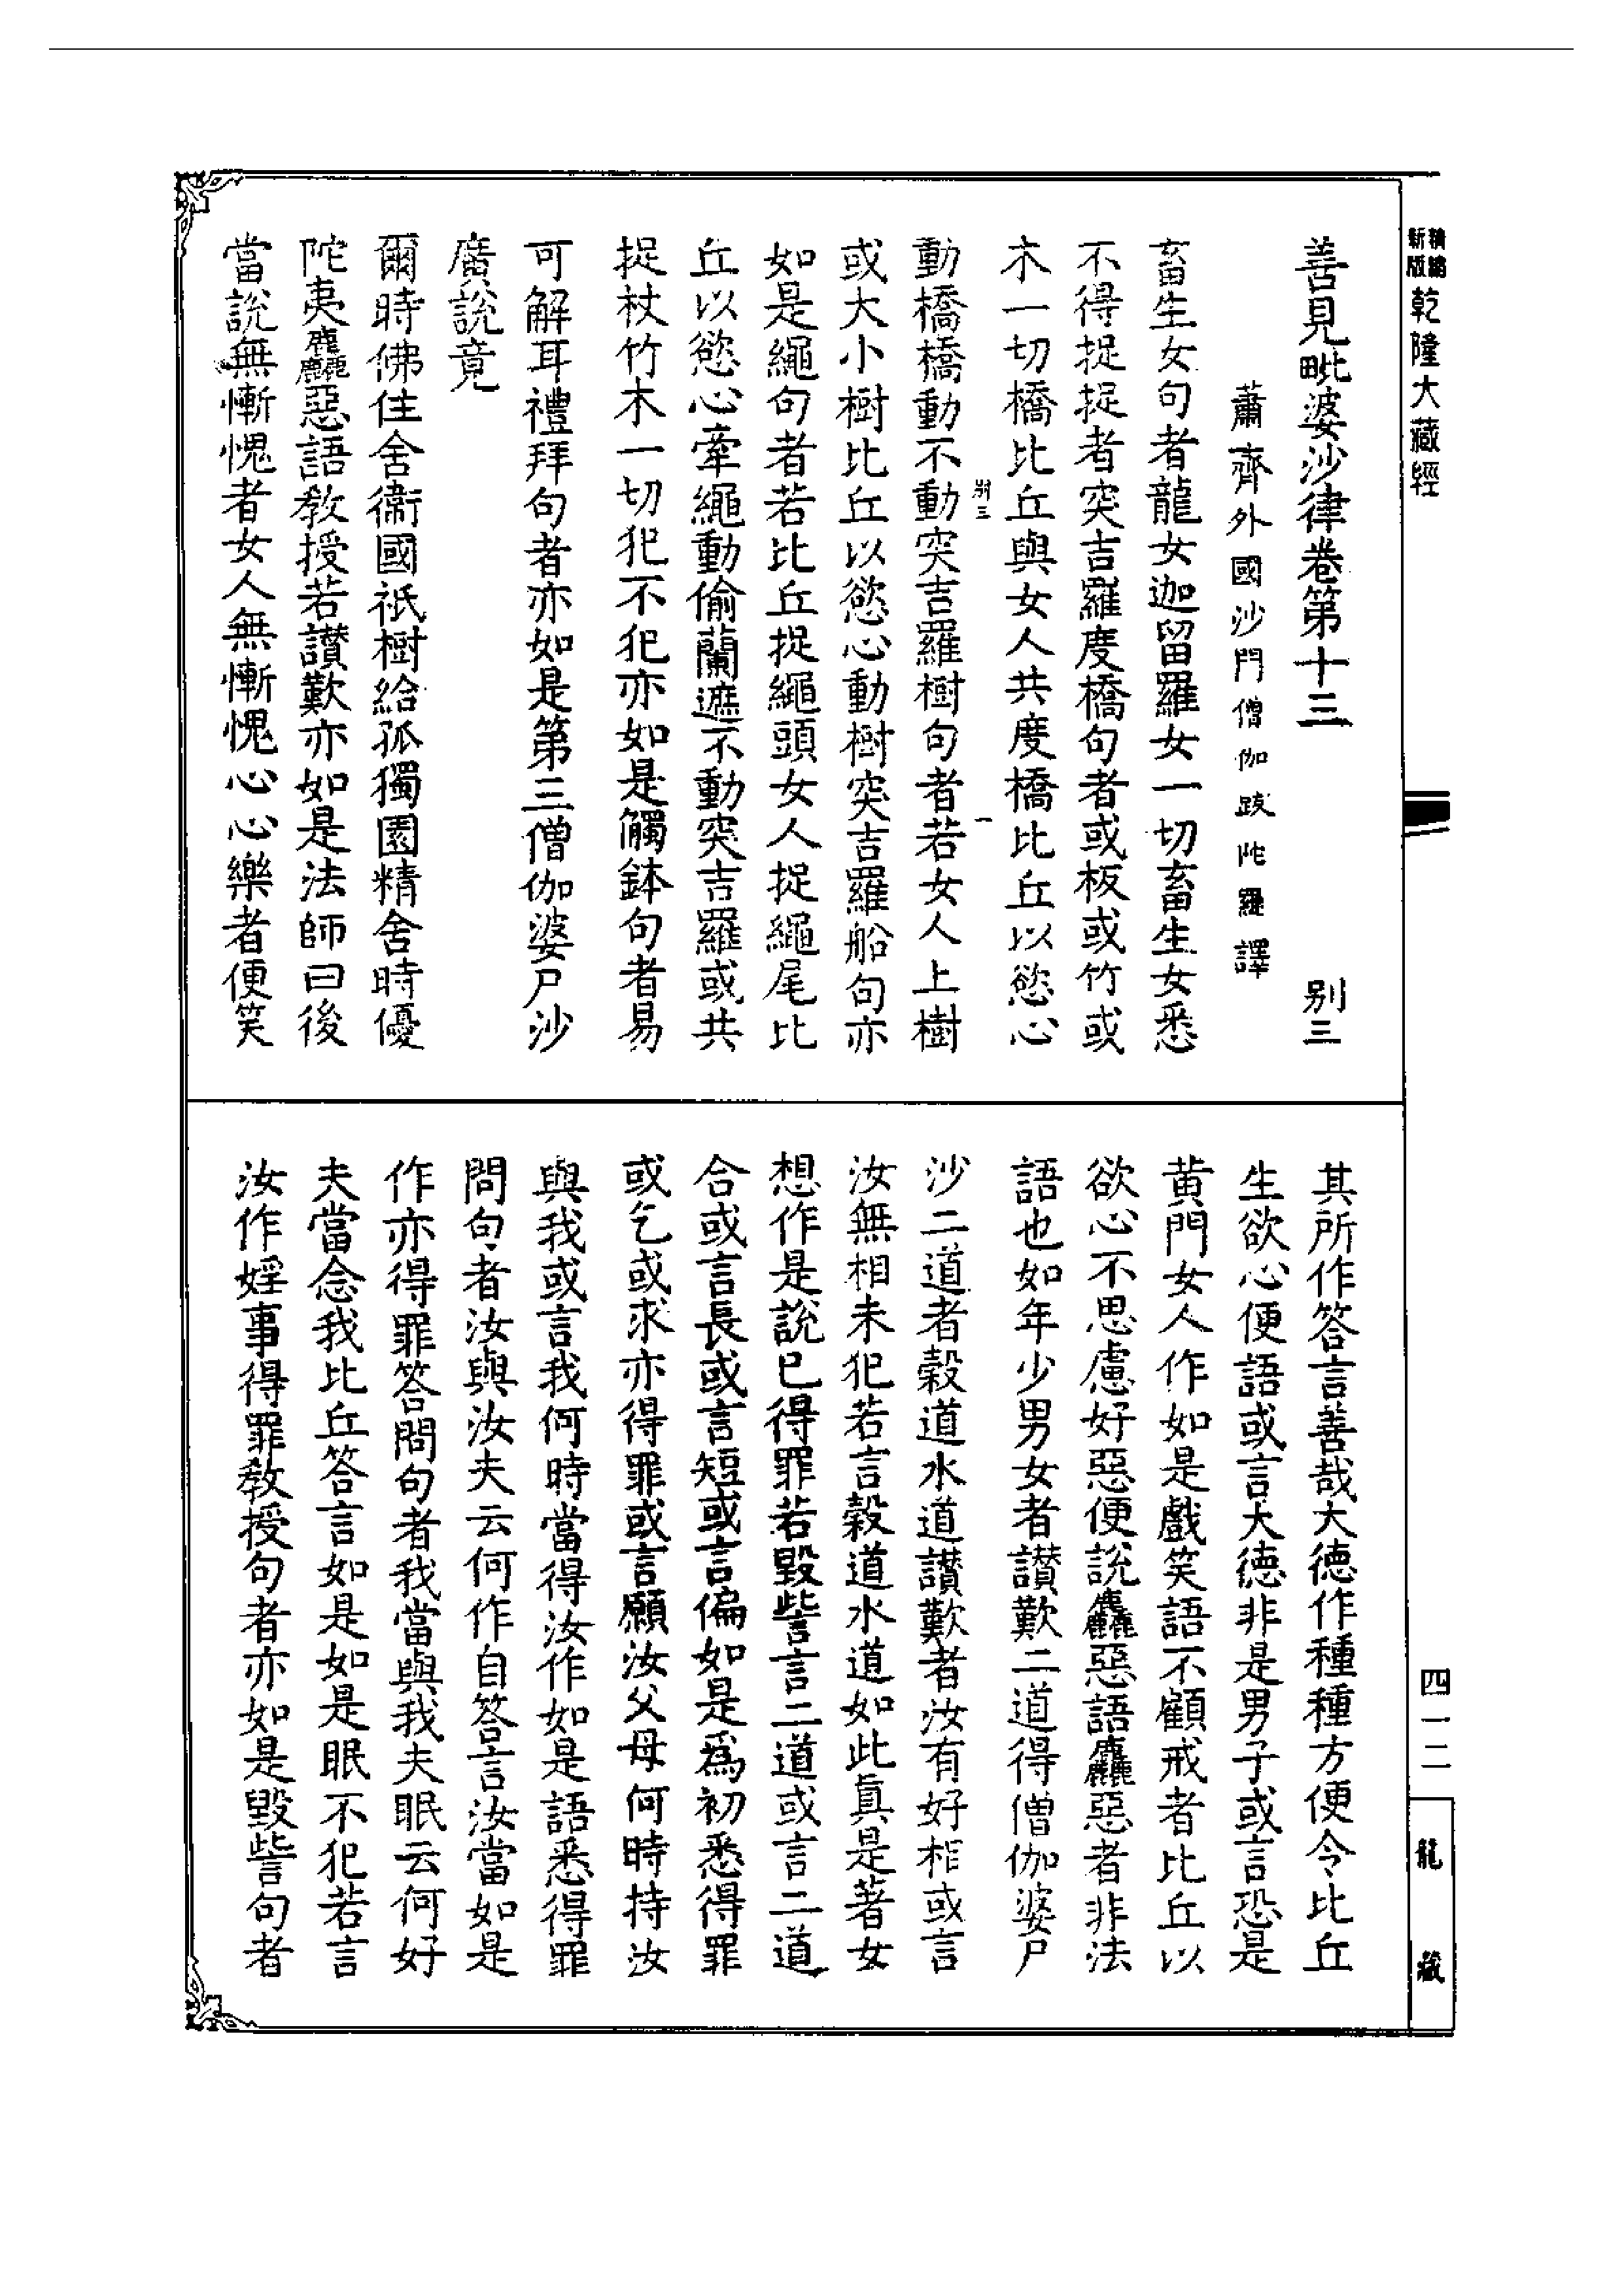 新版精編乾隆大藏經
善見毗婆沙律卷第十三　別三
蕭齊外國沙門僧伽跋陀羅譯
畜生女句者龍女迦留羅女一切畜生女悉
不得捉捉者突吉羅度橋句者或板或竹或
木一切橋比丘與女人共度橋比丘以慾心
別三　一
動橋橋動不動突吉羅樹句者若女人上樹
或大小樹比丘以慾心動樹突吉羅船句亦
如是繩句者若比丘捉繩頭女人捉繩尾比
丘以慾心牽繩動偷蘭遮不動突吉羅或共
捉杖竹木一切犯不犯亦如是觸鉢句者易
可解耳禮拜句者亦如是第三僧伽婆尸沙
廣說竟
爾時佛住舍衞國祇樹給孤獨園精舍時優
陀夷麤惡語教授若讚歎亦如是法師曰後
當說無慚愧者女人無慚愧心心樂者便笑
其所作答言善哉大德作種種方便令比丘
生欲心便語或言大德非是男子或言恐是
黃門女人作如是戲笑語不顧戒者比丘以
欲心不思慮好惡便說麤惡語麤惡者非法
語也如年少男女者讚歎二道得僧伽婆尸
沙二道者穀道水道讚歎者汝有好相或言
汝無相未犯若言穀道水道如此真是著女
想作是說已得罪若毀呰言二道或言二道
合或言長或言短或言偏如是爲初悉得罪
或乞或求亦得罪或言願汝父母何時持汝
與我或言我何時當得汝作如是語悉得罪
問句者汝與汝夫云何作自答言汝當如是
作亦得罪答問句者我當與我夫眠云何好
夫當念我比丘答言如是如是眠不犯若言
汝作婬事得罪教授句者亦如是毀呰句者
四一二
龍藏